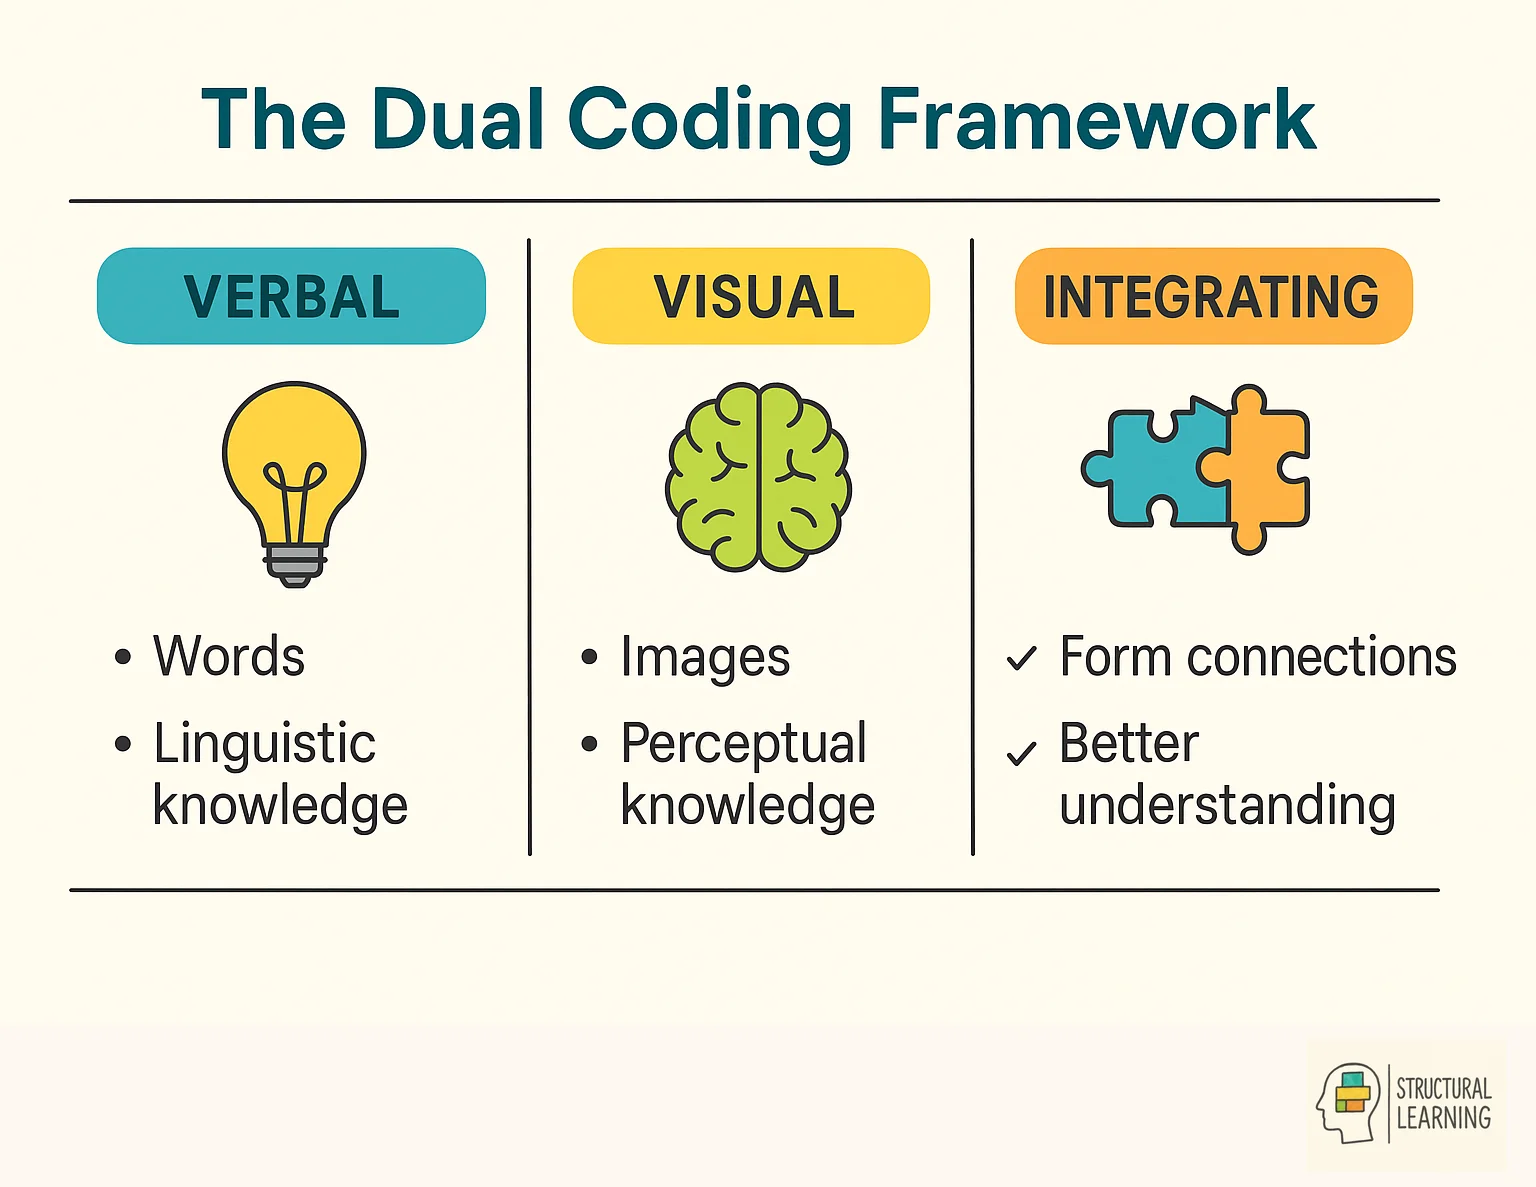 The Dual Coding Framework
VERBAL
• Words
• Linguistic
knowledge
VISUAL
• Images
• Perceptual
knowledge
INTEGRATING
✓ Form connections
✓ Better
understanding
STRUCTURAL
LEARNING